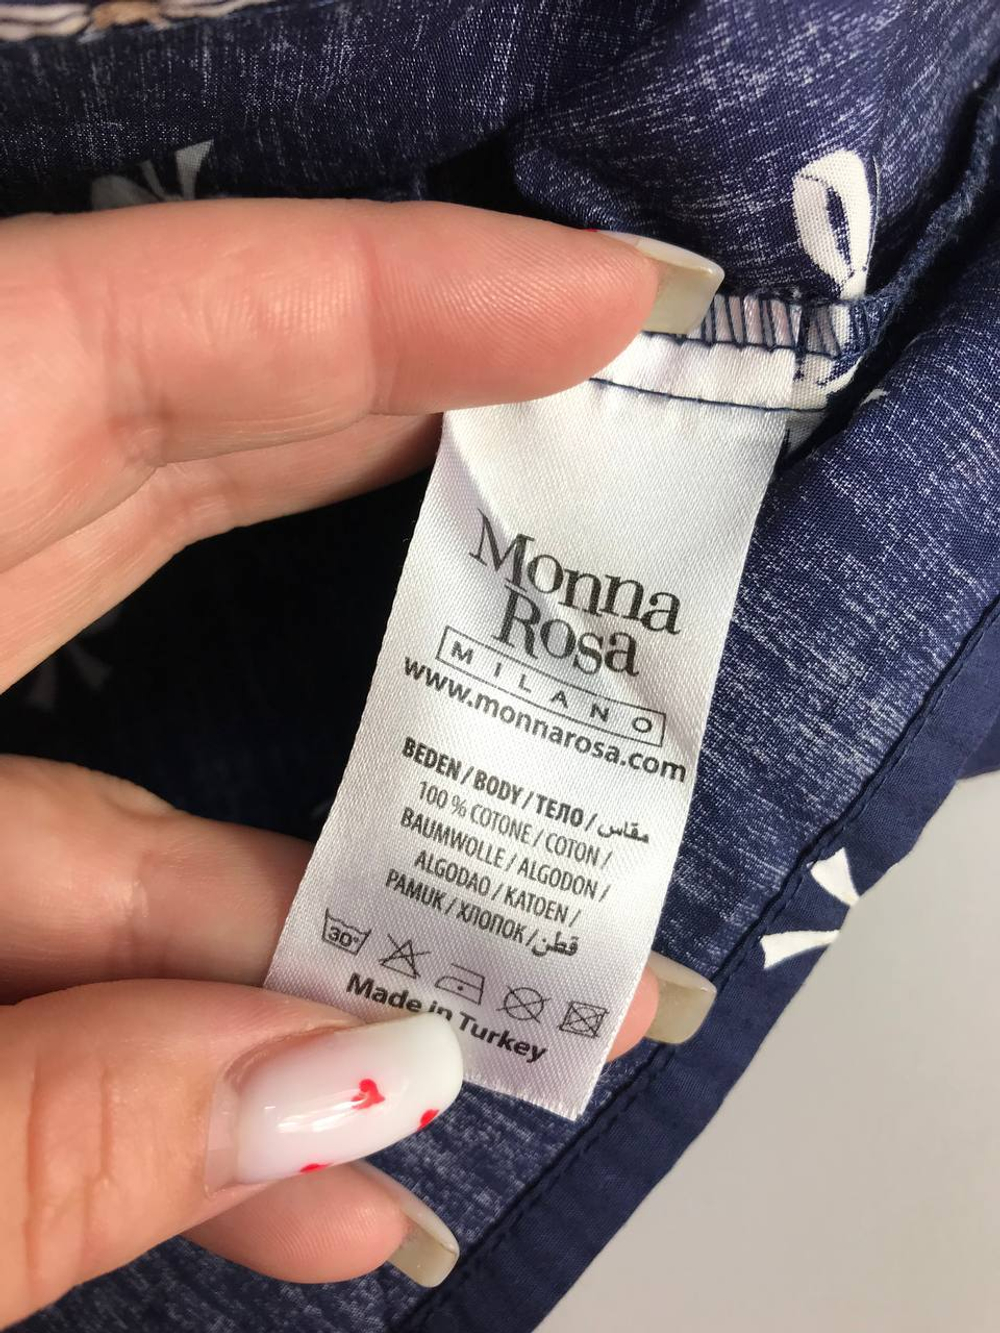 Monna
Rosa
MILANO
www.monnarosa.com
BEDEN / BODY / ТЕЛО / مقاس
100 % COTONE / COTON /
BAUMWOLLE / ALGODON /
ALGODAO / KATOEN /
PAMUK / ХЛОПОК / قطن
30°
Made in Turkey